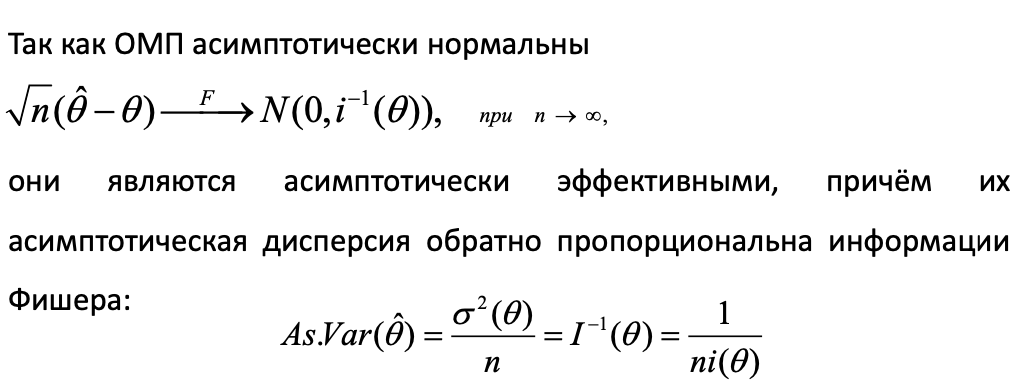 Так как ОМП асимптотически нормальны
√n(θ̂ − θ) —F→ N(0, i⁻¹(θ)), при n → ∞,
они являются асимптотически эффективными, причём их
асимптотическая дисперсия обратно пропорциональна информации
Фишера:
As.Var(θ̂) = σ²(θ)/n = I⁻¹(θ) = 1/ni(θ)